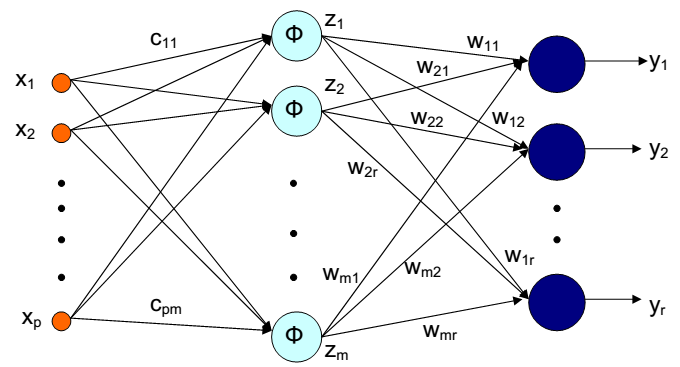 z₁
Φ
c₁₁
w₁₁
y₁
w₂₁
x₁
z₂
Φ
w₂₂
w₁₂
x₂
y₂
w₂ᵣ
w₁ᵣ
wₘ₁
wₘ₂
cₚₘ
xₚ
yᵣ
Φ
wₘᵣ
zₘ